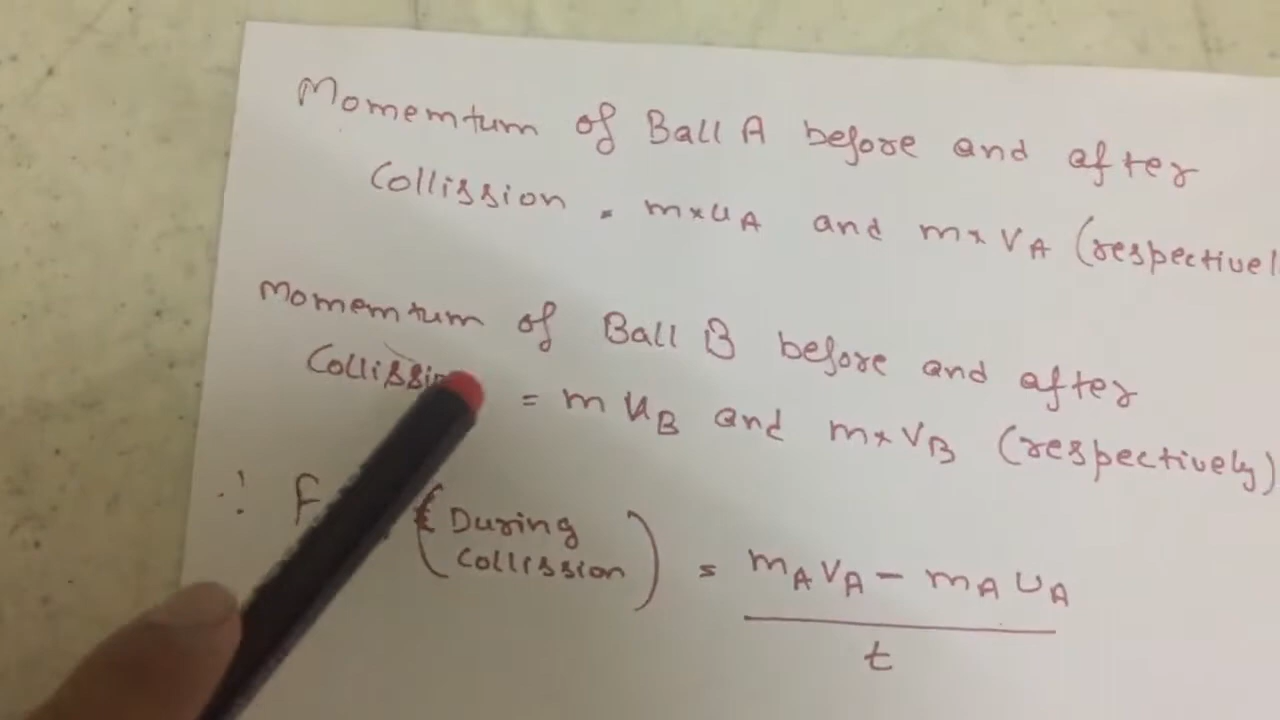 Momemtum of Ball A before and after
Collission = m×uA and m×VA (respectivel
Momemtum of Ball B before and after
= m uB and m×VB (respectively)
∴ (During
Collission) = mAVA - mAUA
t